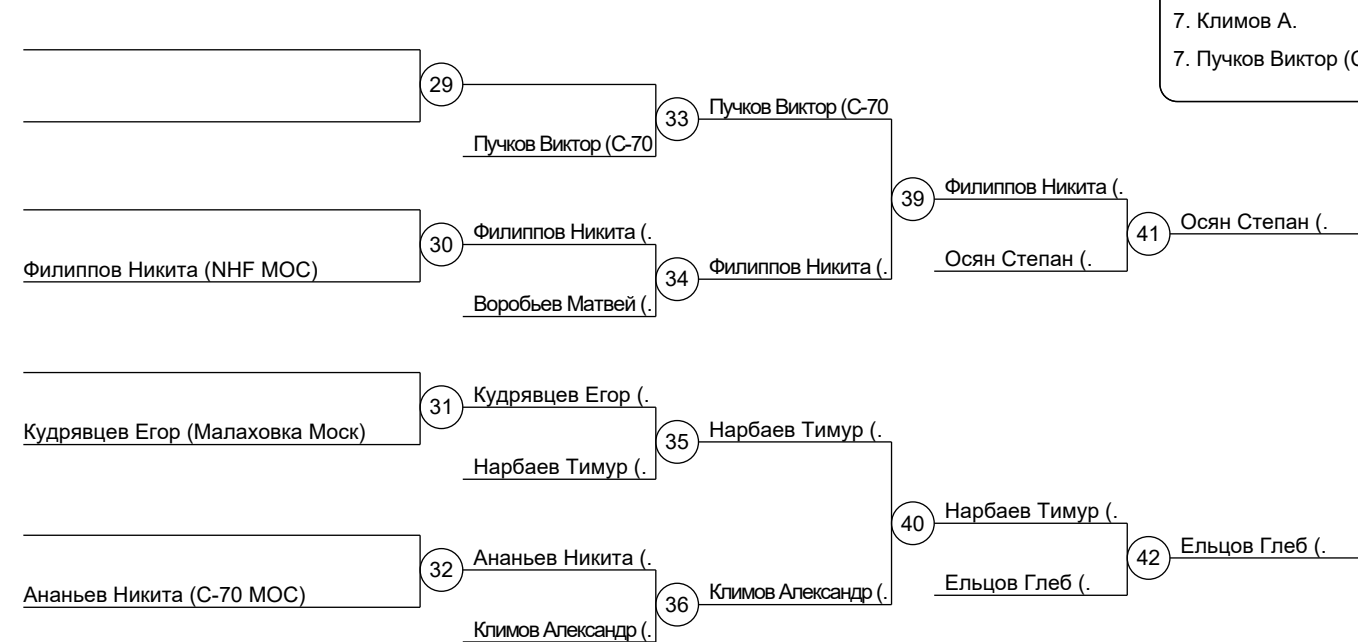 7. Климов А.
7. Пучков Виктор (С
29
Пучков Виктор (С-70
33
Пучков Виктор (С-70
Филиппов Никита (NHF МОС)
30
Филиппов Никита (.
Воробьев Матвей (.
34
Филиппов Никита (.
39
Филиппов Никита (.
Осян Степан (.
41
Осян Степан (.
Кудрявцев Егор (Малаховка Моск)
31
Кудрявцев Егор (.
Нарбаев Тимур (.
35
Нарбаев Тимур (.
Ананьев Никита (С-70 МОС)
32
Ананьев Никита (.
Климов Александр (.
36
Климов Александр (.
40
Нарбаев Тимур (.
Ельцов Глеб (.
42
Ельцов Глеб (.